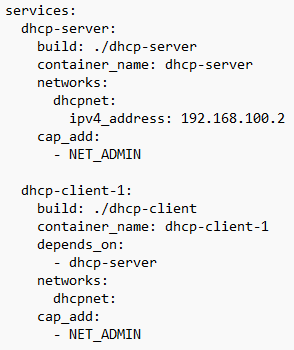 services:
  dhcp-server:
    build: ./dhcp-server
    container_name: dhcp-server
    networks:
      dhcpnet:
        ipv4_address: 192.168.100.2
    cap_add:
      - NET_ADMIN

  dhcp-client-1:
    build: ./dhcp-client
    container_name: dhcp-client-1
    depends_on:
      - dhcp-server
    networks:
      dhcpnet:
    cap_add:
      - NET_ADMIN